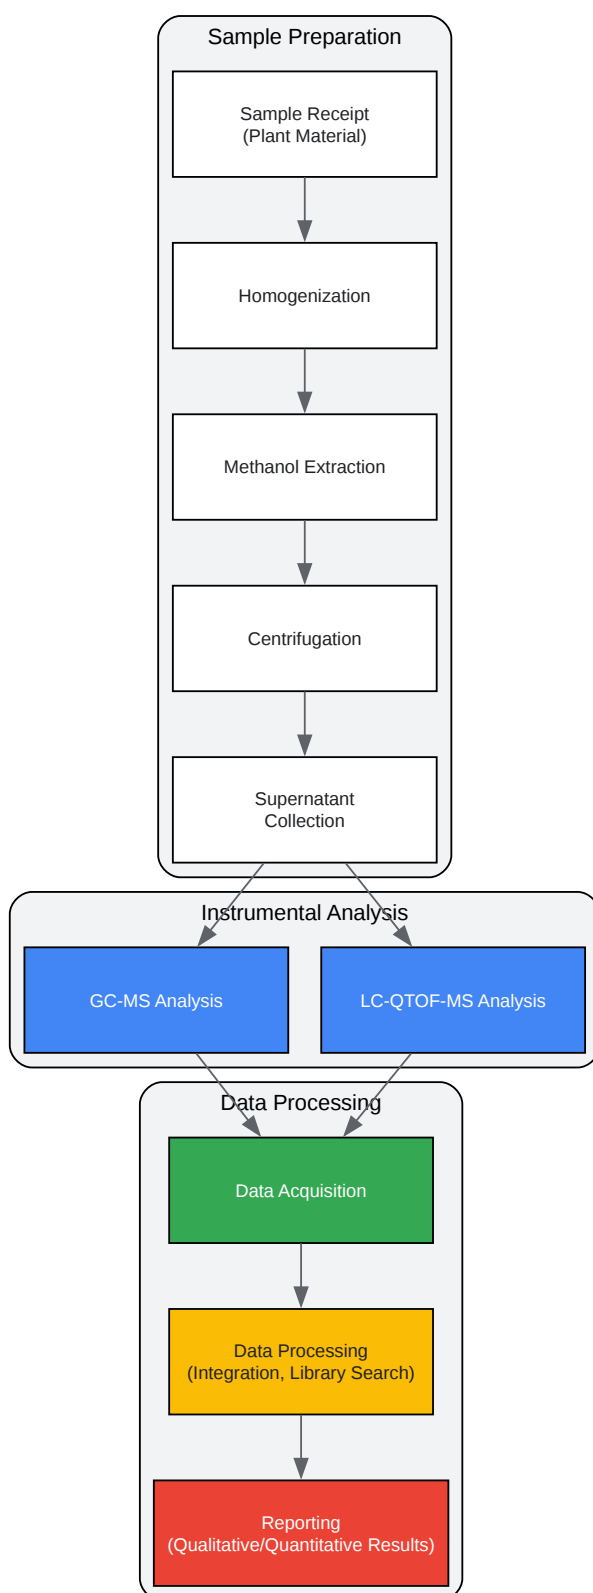 Sample Preparation
Sample Receipt
(Plant Material)
Homogenization
Methanol Extraction
Centrifugation
Supernatant
Collection
Instrumental Analysis
GC-MS Analysis
LC-QTOF-MS Analysis
Data Processing
Data Acquisition
Data Processing
(Integration, Library Search)
Reporting
(Qualitative/Quantitative Results)